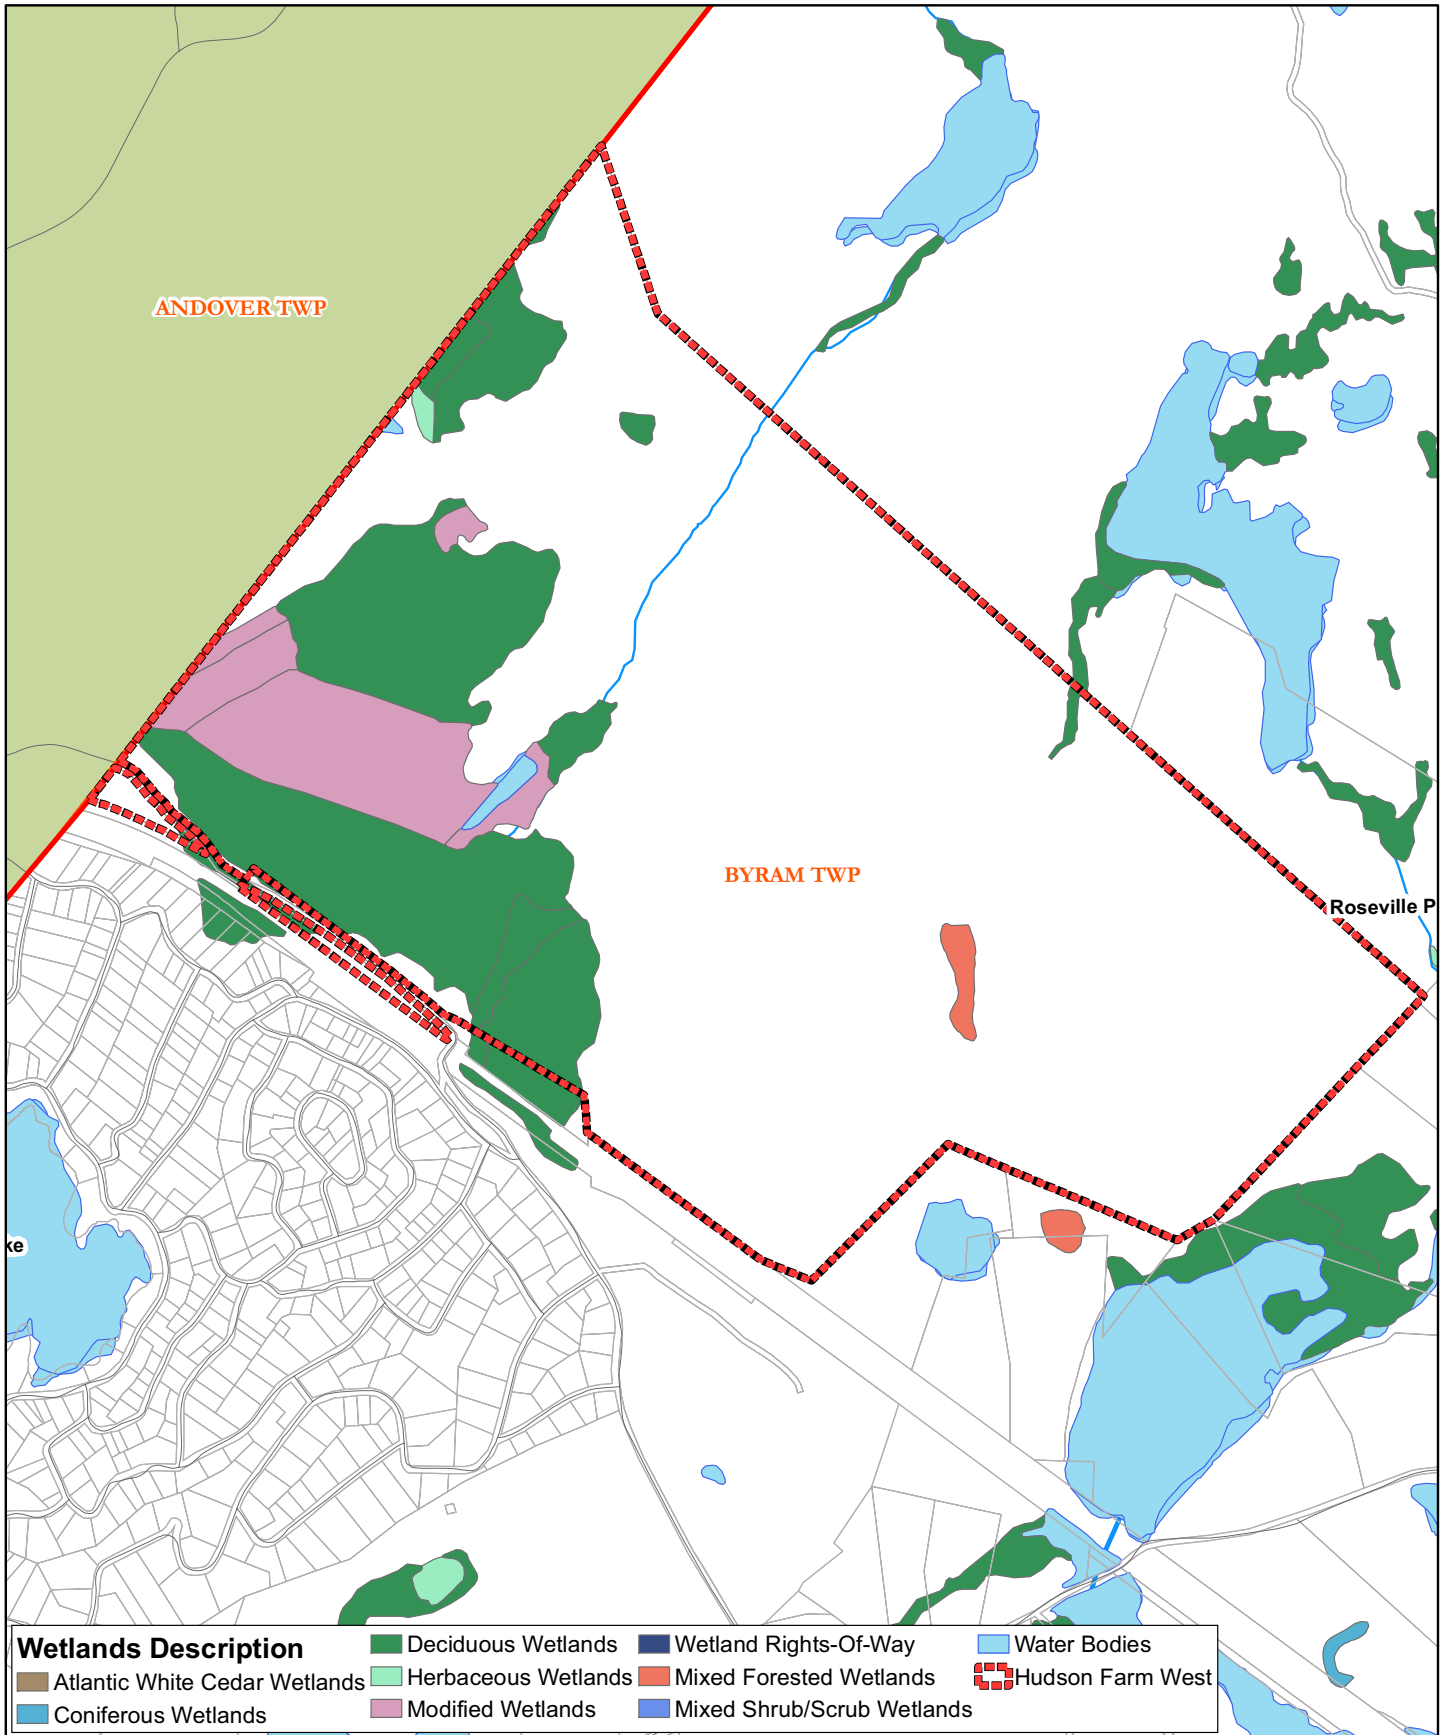 ANDOVER TWP
BYRAM TWP
Roseville P
ke
Wetlands Description
Atlantic White Cedar Wetlands
Coniferous Wetlands
Deciduous Wetlands
Herbaceous Wetlands
Modified Wetlands
Wetland Rights-Of-Way
Mixed Forested Wetlands
Mixed Shrub/Scrub Wetlands
Water Bodies
Hudson Farm West